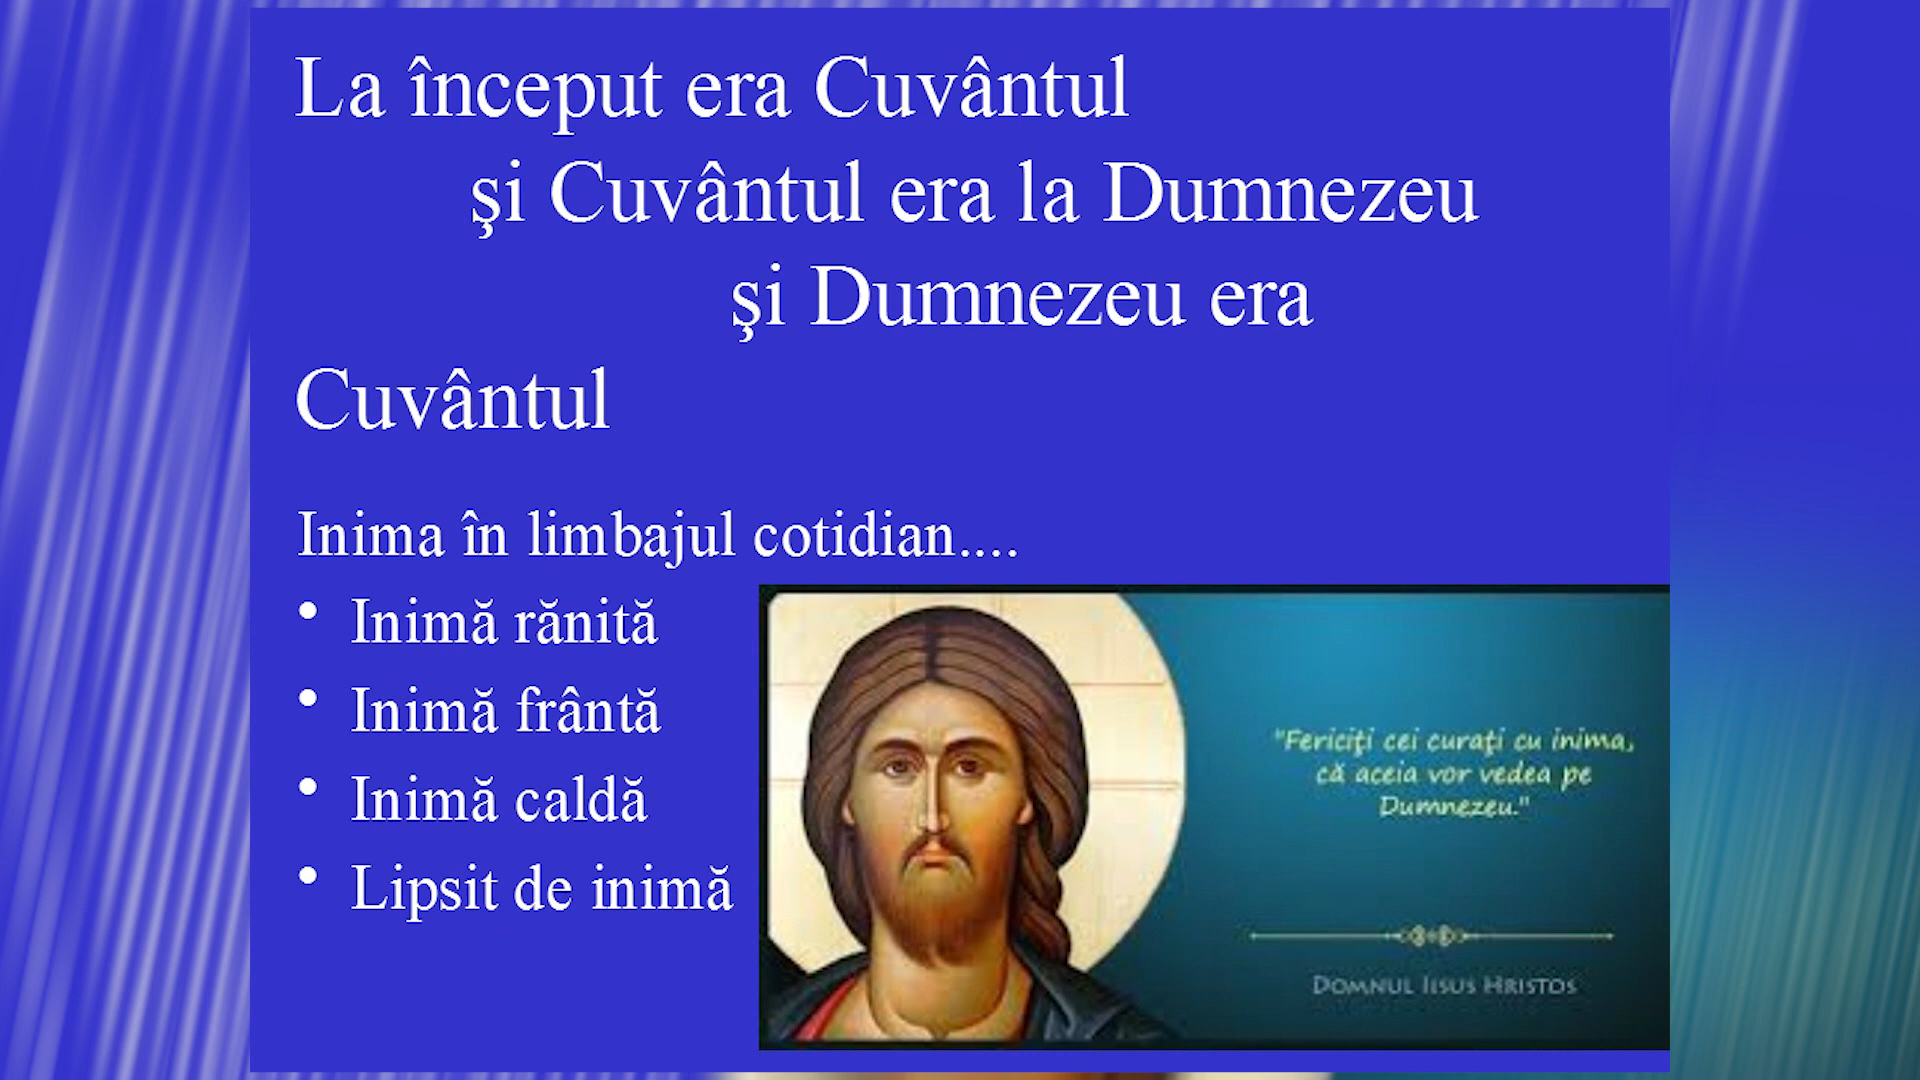 La început era Cuvântul
şi Cuvântul era la Dumnezeu
şi Dumnezeu era
Cuvântul
Inima în limbajul cotidian....
• Inimă rănită
• Inimă frântă
• Inimă caldă
• Lipsit de inimă
"Fericiţi cei curaţi cu inima,
că aceia vor vedea pe
Dumnezeu."
Domnul Iisus Hristos